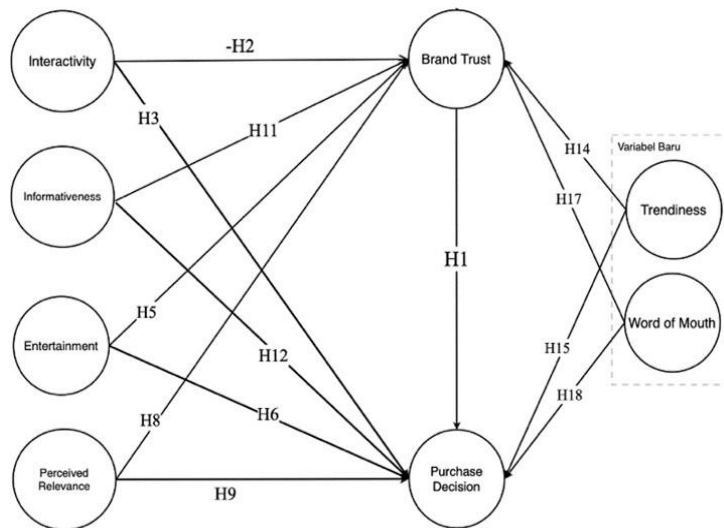 Interactivity
-H2
Brand Trust
H3
H11
H14
Variabel Baru
Informativeness
H17
Trendiness
H1
H5
Entertainment
H12
H15
Word of Mouth
H18
H8
H6
Perceived
Relevance
H9
Purchase
Decision